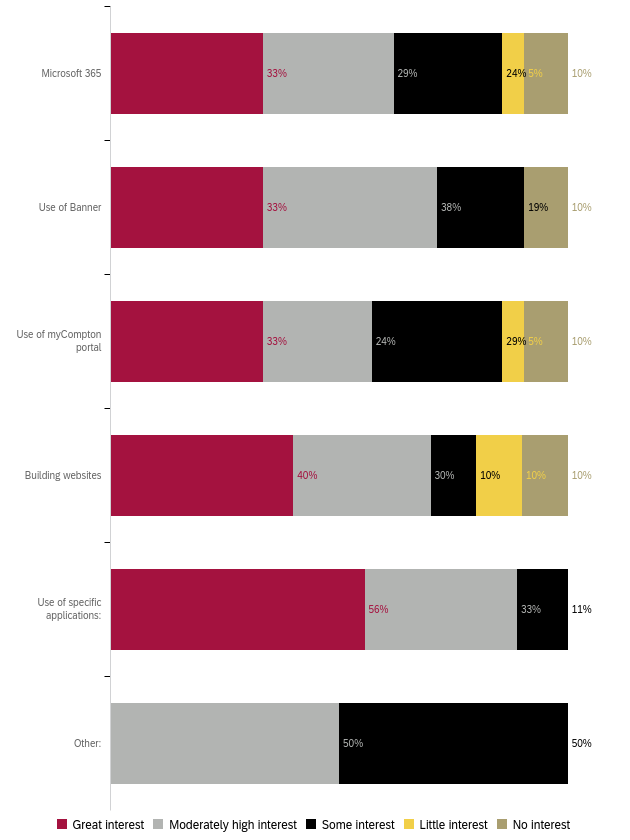 Microsoft 365
33%
29%
24%
5%
10%
Use of Banner
33%
38%
19%
10%
Use of myCompton
portal
33%
24%
29%
5%
10%
Building websites
40%
30%
10%
10%
10%
Use of specific
applications:
56%
33%
11%
Other:
50%
50%
Great interest
Moderately high interest
Some interest
Little interest
No interest